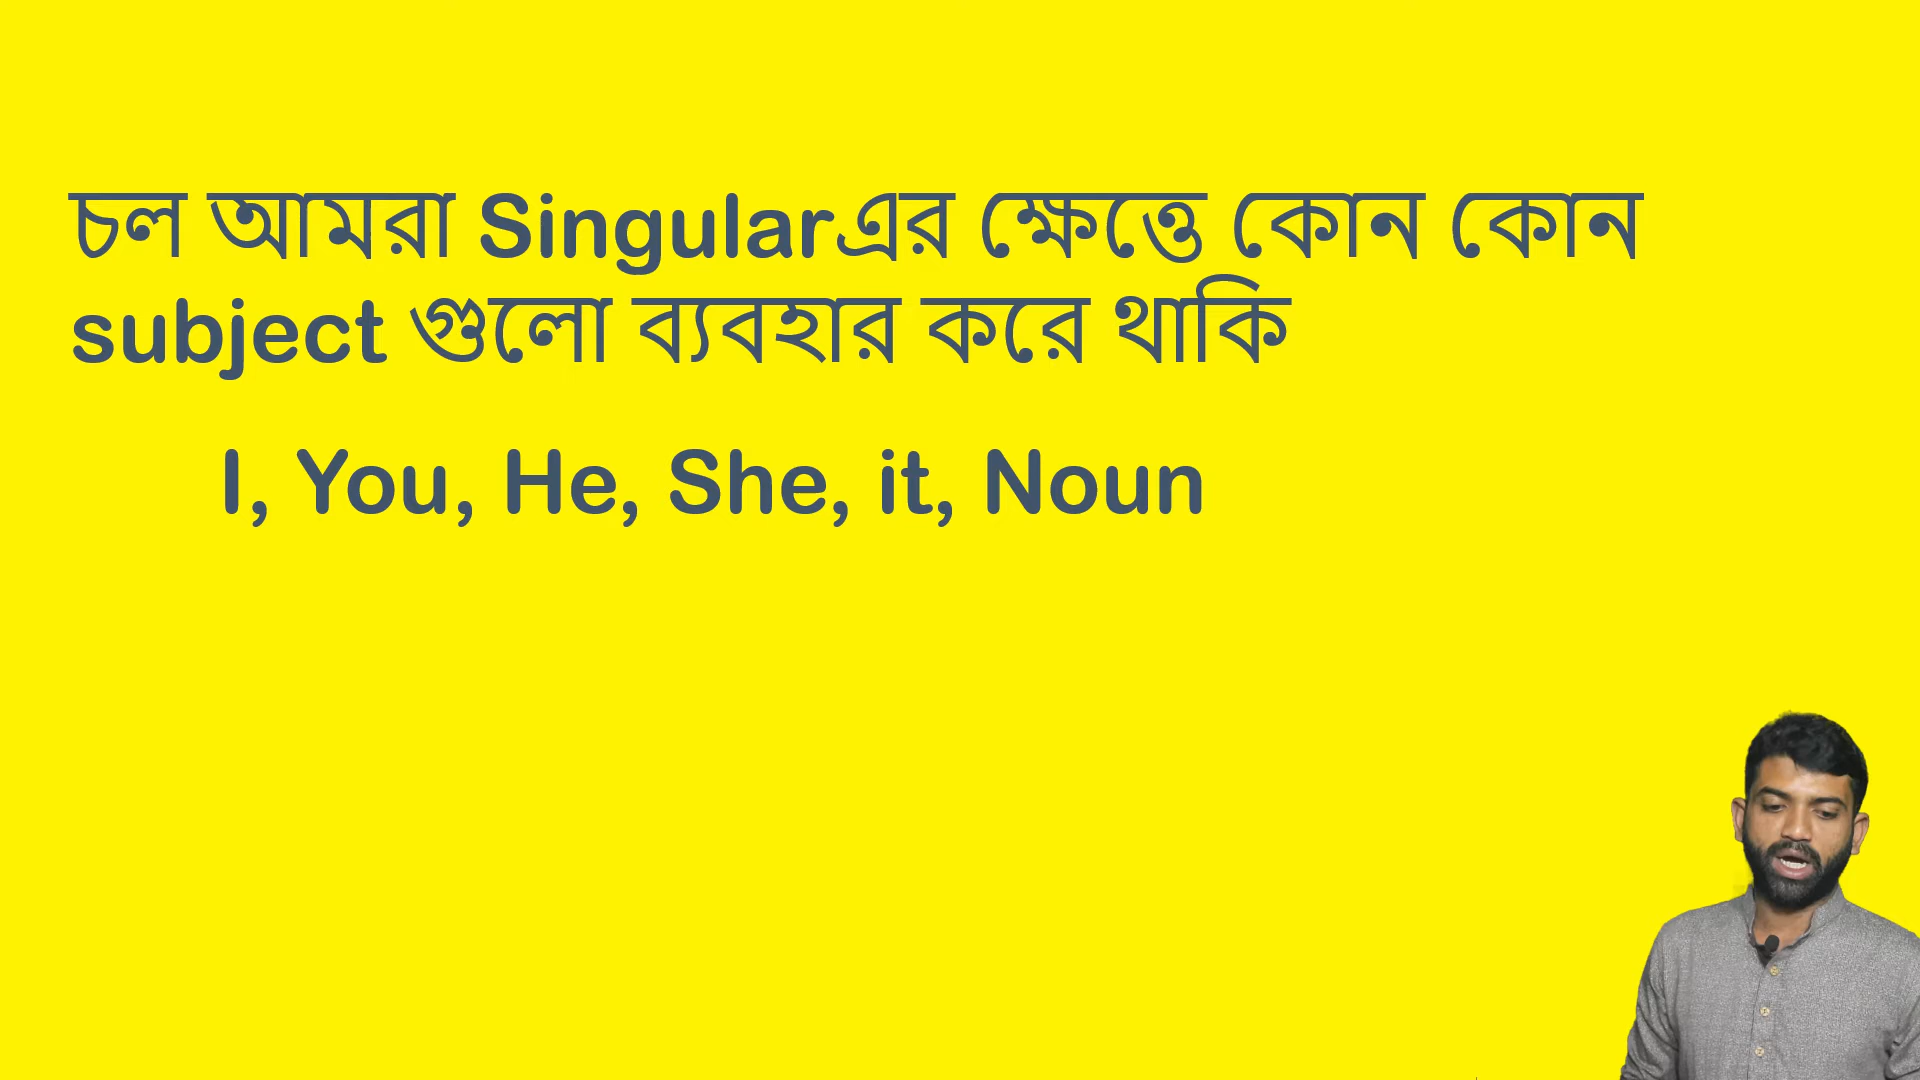 চল আমরা Singularএর ক্ষেত্তে কোন কোন
subject গুলো ব্যবহার করে থাকি
I, You, He, She, it, Noun